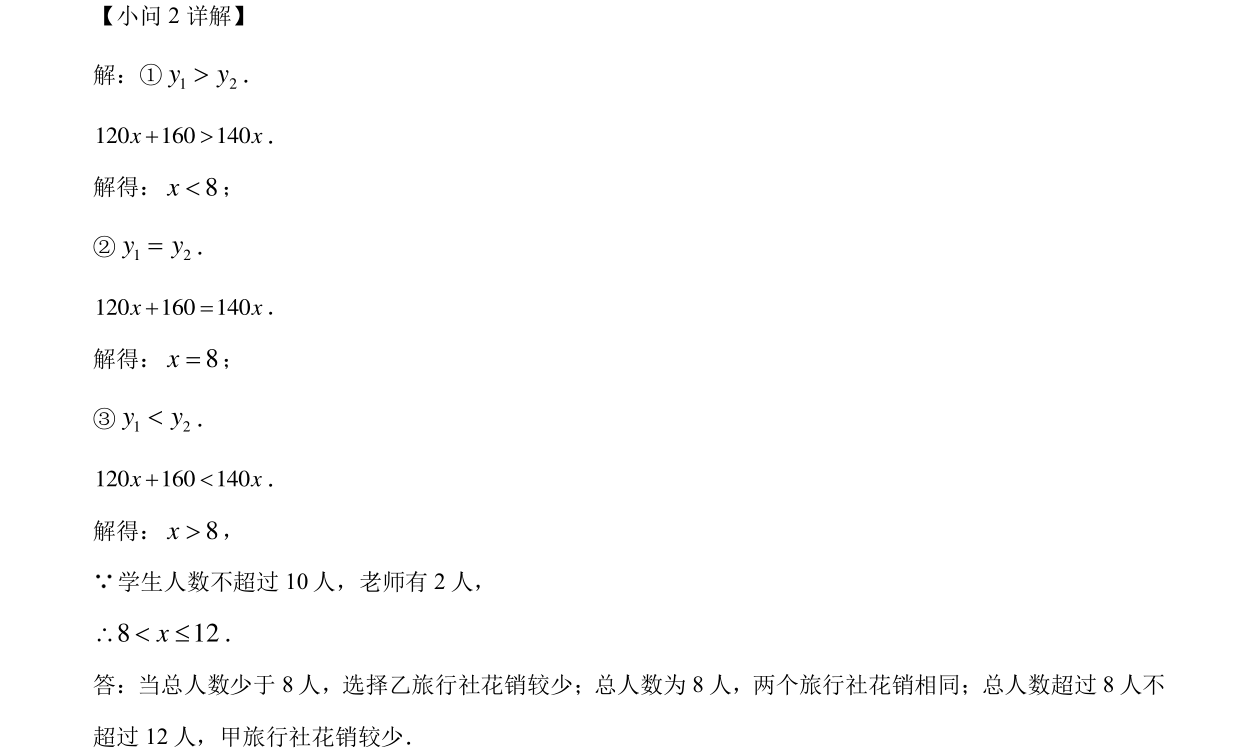 【小问 2 详解】
解：① y₁ > y₂ .
120x+160>140x .
解得： x < 8 ；
② y₁ = y₂ .
120x+160=140x .
解得： x = 8 ；
③ y₁ < y₂ .
120x+160<140x .
解得： x > 8 ，
∵学生人数不超过 10 人，老师有 2 人，
∴8 < x ≤12 .
答：当总人数少于 8 人，选择乙旅行社花销较少；总人数为 8 人，两个旅行社花销相同；总人数超过 8 人不
超过 12 人，甲旅行社花销较少．